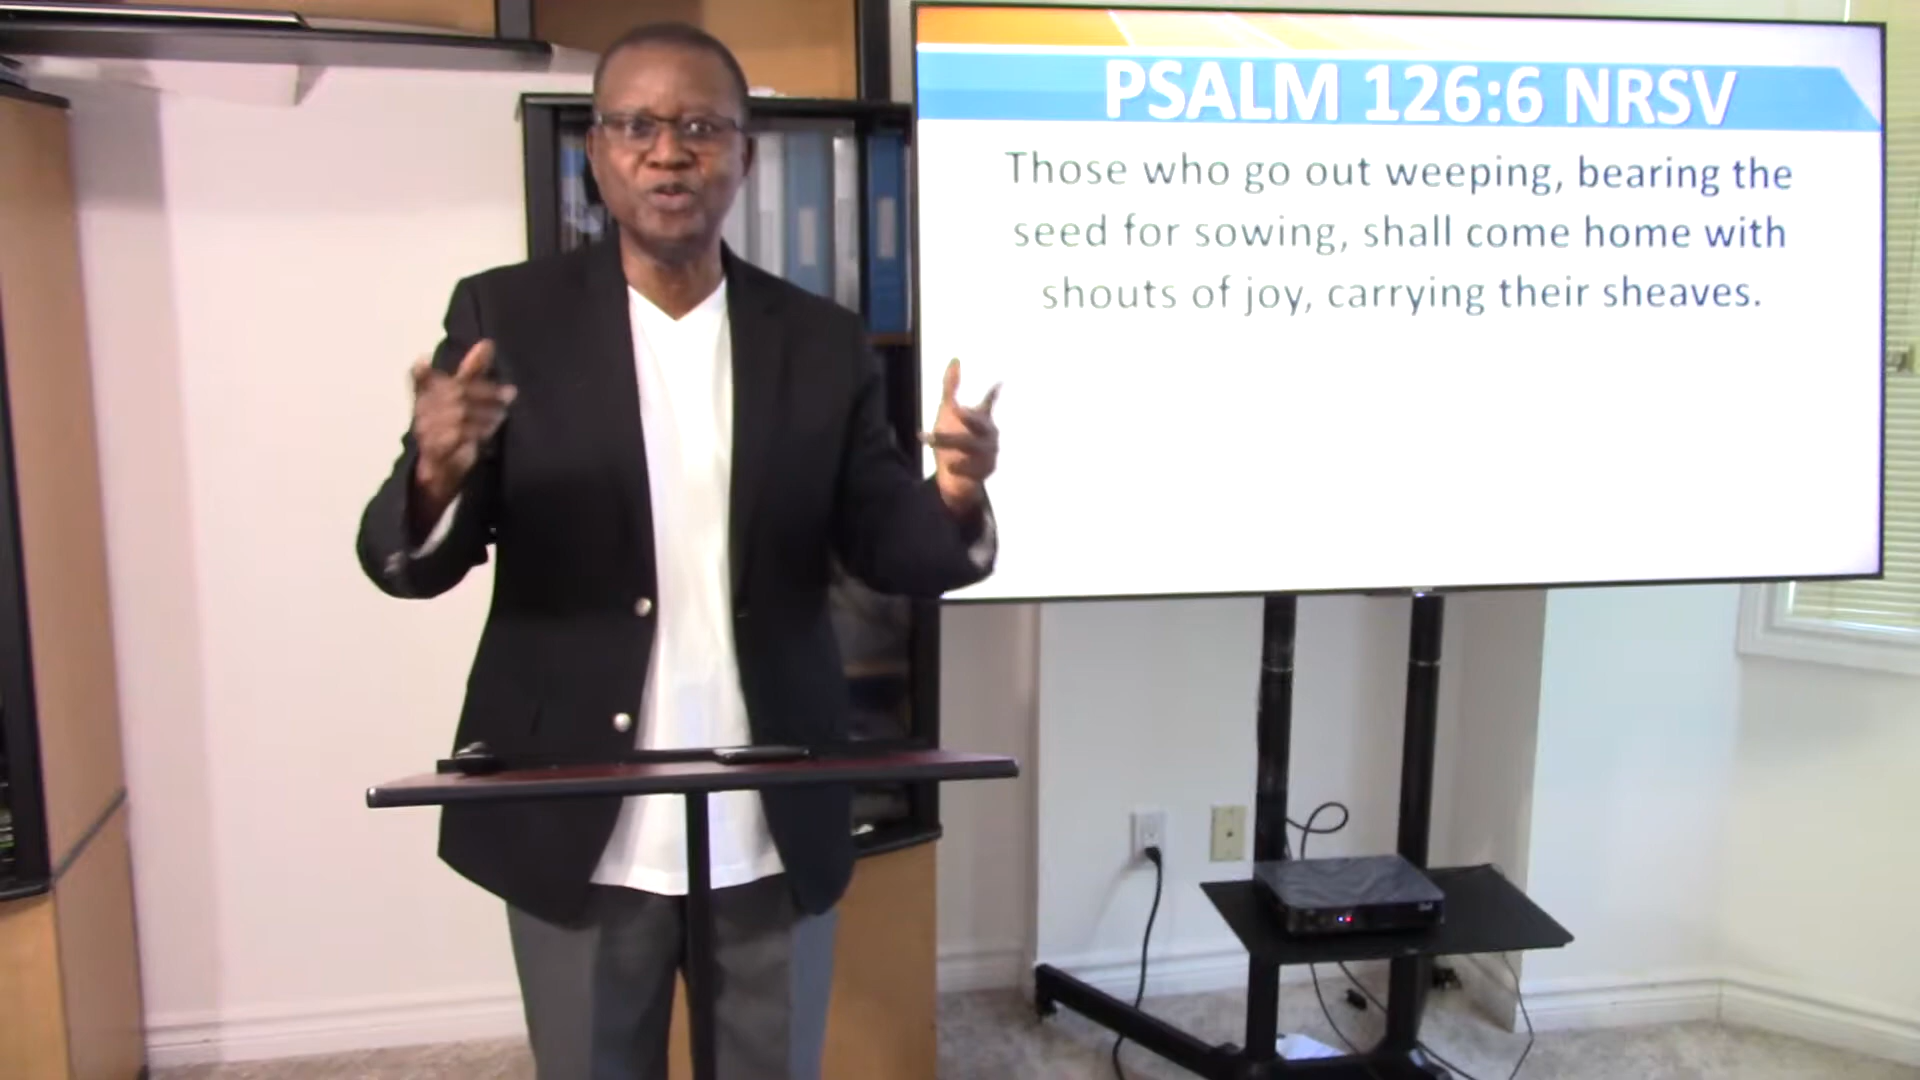 PSALM 126:6 NRSV
Those who go out weeping, bearing the
seed for sowing, shall come home with
shouts of joy, carrying their sheaves.